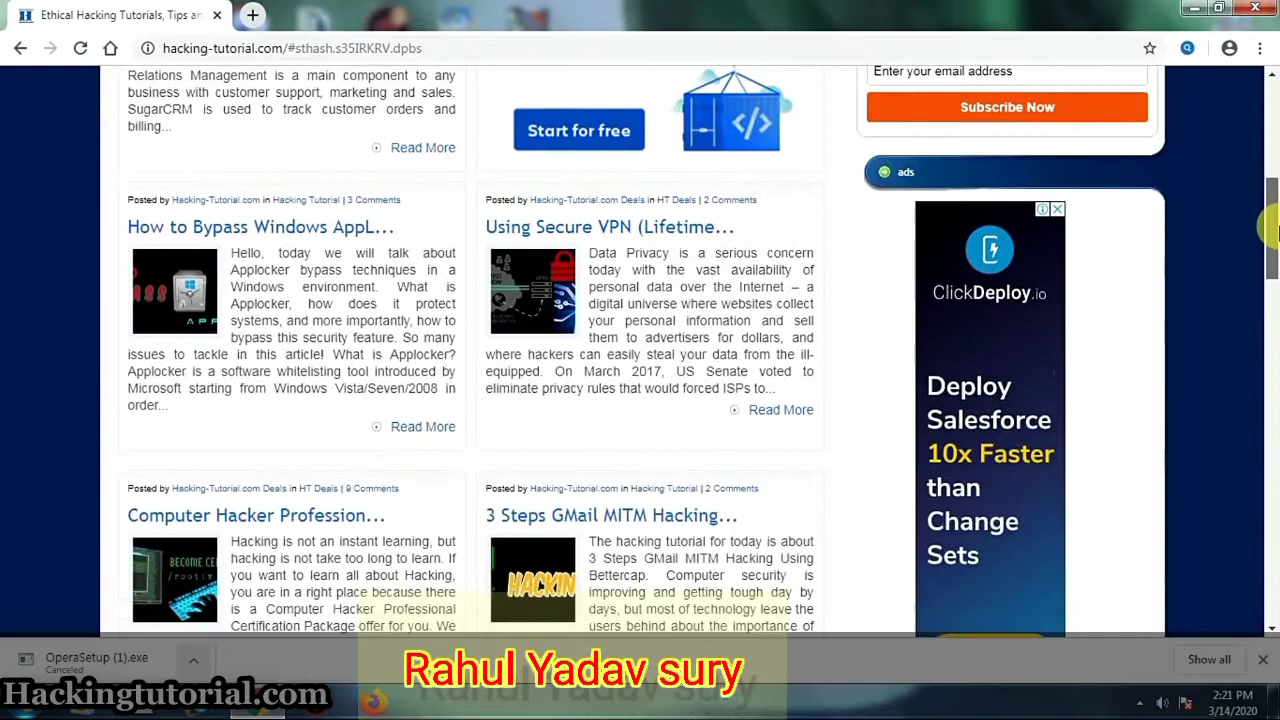 Ethical Hacking Tutorials, Tips an
hacking-tutorial.com/#sthash.s35IRKRV.dpbs
Relations Management is a main component to any
business with customer support, marketing and sales.
SugarCRM is used to track customer orders and
billing...
Read More
Start for free
Enter your email address
Subscribe Now
ads
Posted by Hacking-Tutorial.com in Hacking Tutorial | 3 Comments
How to Bypass Windows AppL...
Hello, today we will talk about
Applocker bypass techniques in a
Windows environment. What is
Applocker, how does it protect
systems, and more importantly, how to
bypass this security feature. So many
issues to tackle in this article! What is Applocker?
Applocker is a software whitelisting tool introduced by
Microsoft starting from Windows Vista/Seven/2008 in
order...
Read More
Posted by Hacking-Tutorial.com Deals in HT Deals | 2 Comments
Using Secure VPN (Lifetime...
Data Privacy is a serious concern
today with the vast availability of
personal data over the Internet – a
digital universe where websites collect
your personal information and sell
them to advertisers for dollars, and
where hackers can easily steal your data from the ill-
equipped. On March 2017, US Senate voted to
eliminate privacy rules that would forced ISPs to...
Read More
ClickDeploy.io
Deploy
Salesforce
10x Faster
than
Change
Sets
Posted by Hacking-Tutorial.com Deals in HT Deals | 9 Comments
Computer Hacker Profession...
BECOME CE
Hacking is not an instant learning, but
hacking is not take too long to learn. If
you want to learn all about Hacking,
you are in a right place because there
is a Computer Hacker Professional
Certification Package offer for you. We
Posted by Hacking-Tutorial.com in Hacking Tutorial | 2 Comments
3 Steps GMail MITM Hacking...
HACKIN
The hacking tutorial for today is about
3 Steps GMail MITM Hacking Using
Bettercap. Computer security is
improving and getting tough day by
days, but most of technology leave the
users behind about the importance of
OperaSetup (1).exe
Canceled
Show all
Rahul Yadav sury
Hackingtutorial.com
2:21 PM
3/14/2020